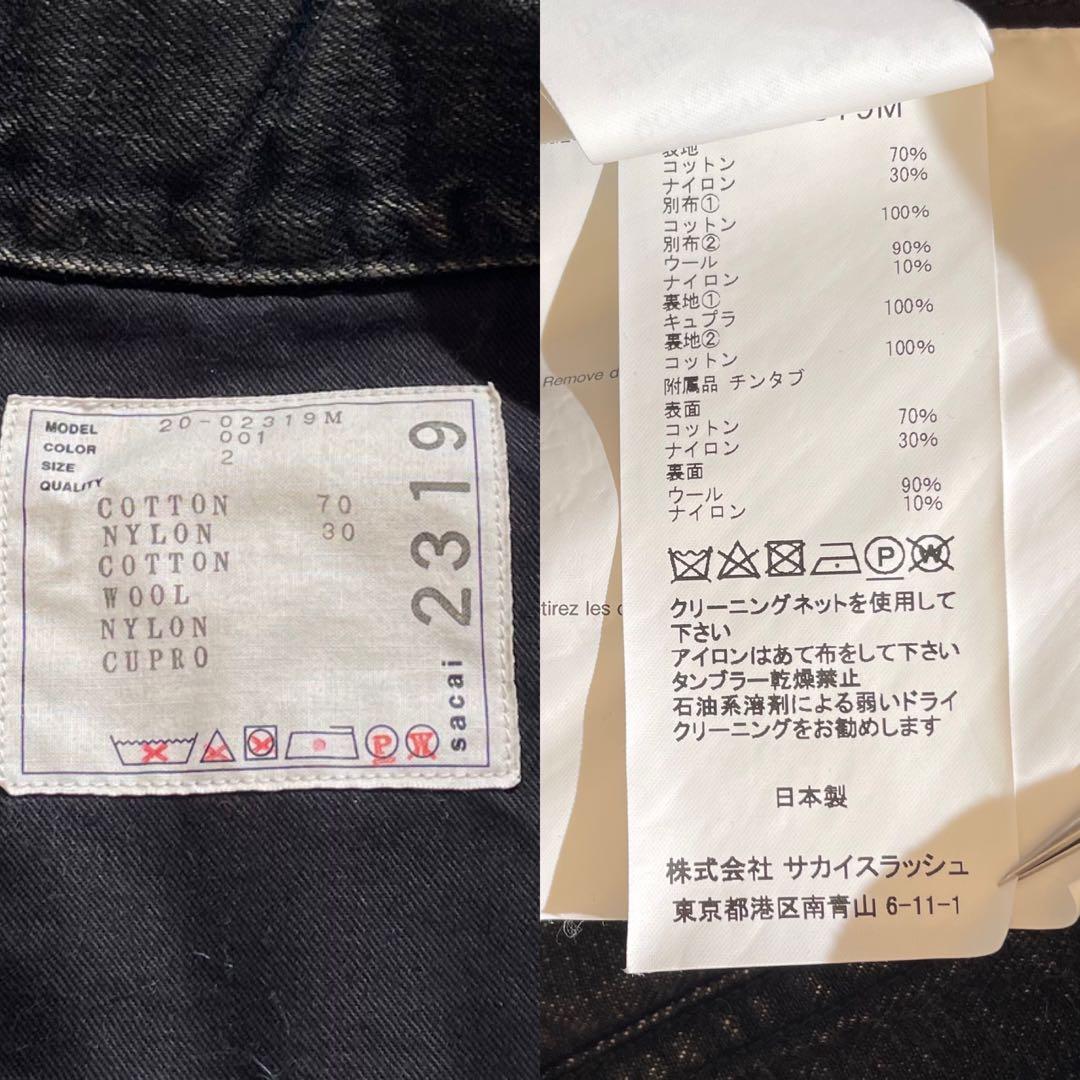 MODEL 20-02319M
COLOR 001
SIZE 2
QUALITY
COTTON 70
NYLON 30
COTTON
WOOL
NYLON
CUPRO
P W
sacai 2319
表地
コットン 70%
ナイロン 30%
別布①
コットン 100%
別布②
ウール 90%
ナイロン 10%
裏地①
キュプラ 100%
裏地②
コットン 100%
附属品 チンタブ
表面
コットン 70%
ナイロン 30%
裏面
ウール 90%
ナイロン 10%
P W
クリーニングネットを使用して
下さい
アイロンはあて布をして下さい
タンブラー乾燥禁止
石油系溶剤による弱いドライ
クリーニングをお勧めします
日本製
株式会社 サカイスラッシュ
東京都港区南青山 6-11-1
Remove
tirez les